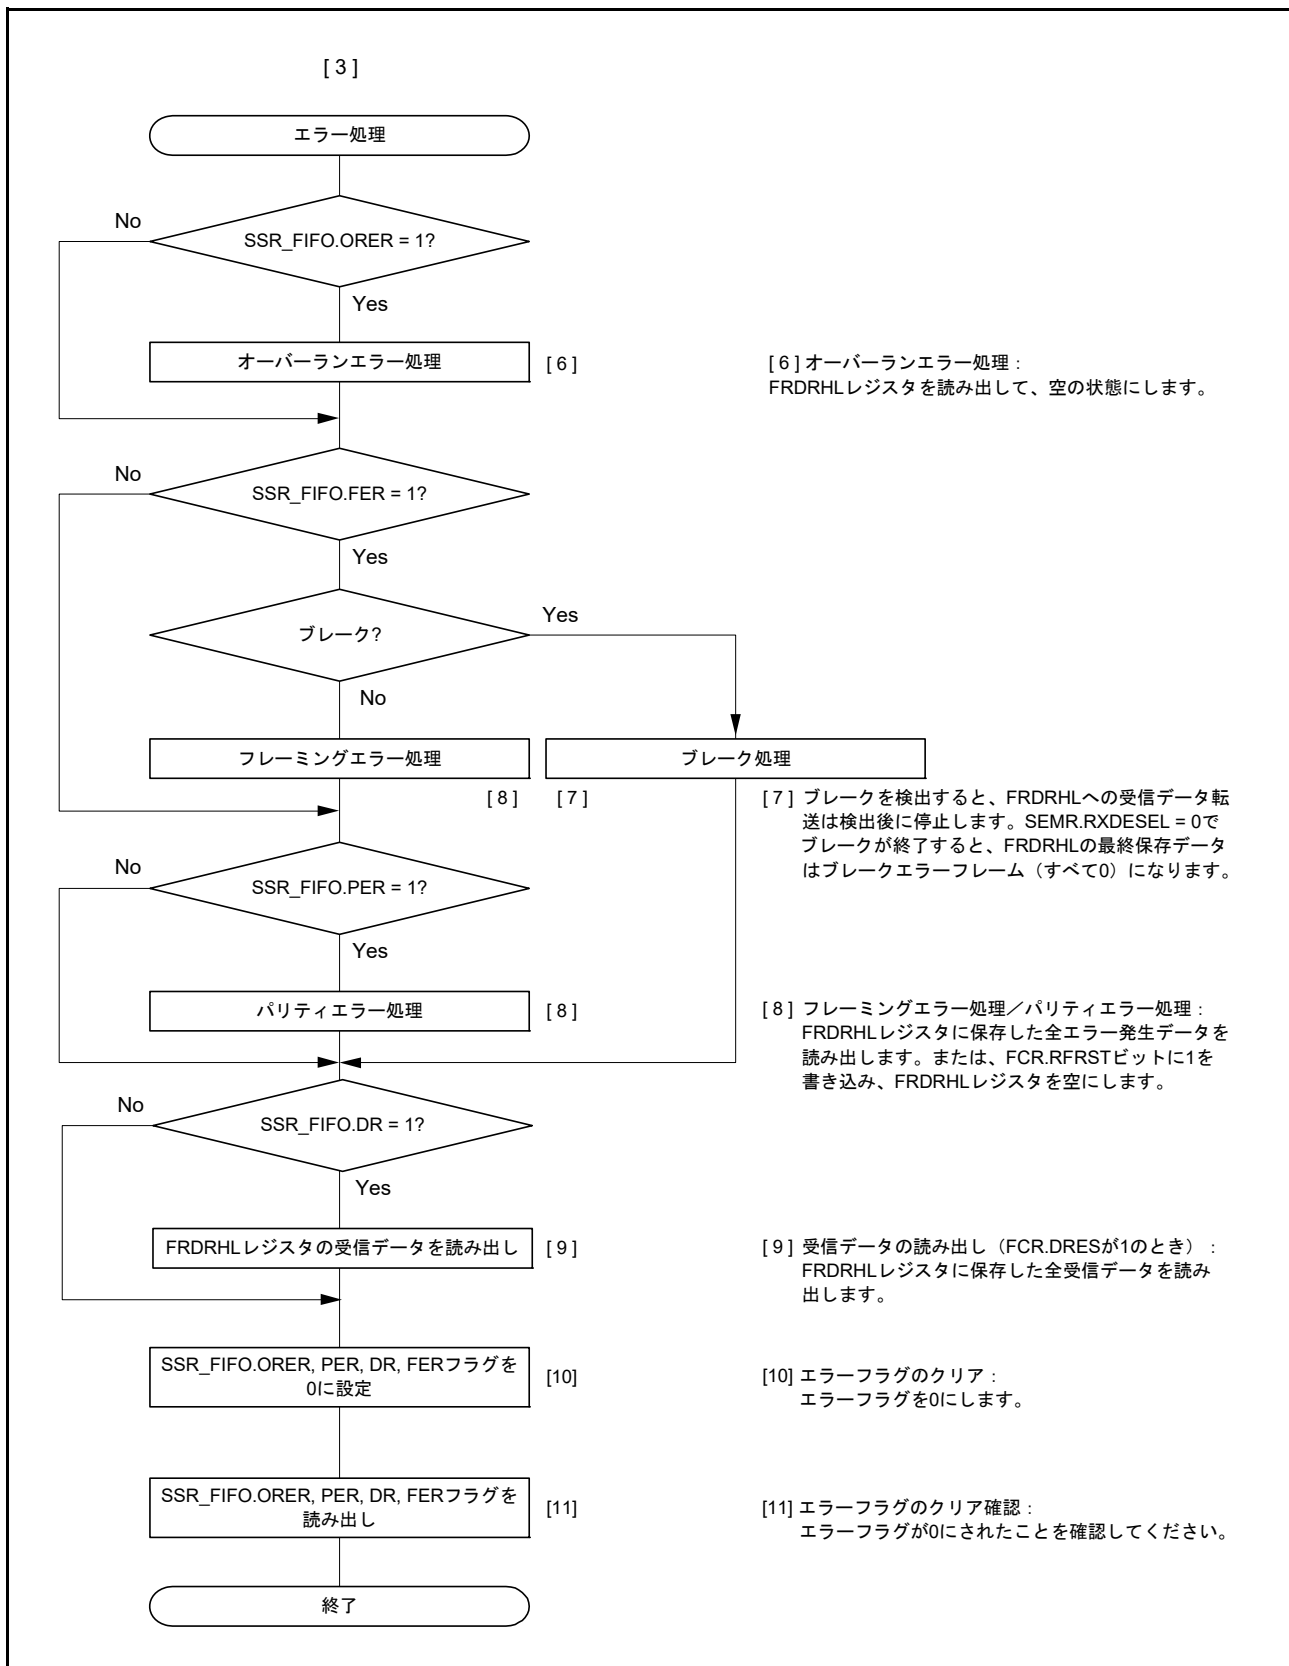 [ 3 ]
エラー処理
No
SSR_FIFO.ORER = 1?
Yes
オーバーランエラー処理
[ 6 ]
[ 6 ] オーバーランエラー処理：
FRDRHLレジスタを読み出して、空の状態にします。
No
SSR_FIFO.FER = 1?
Yes
ブレーク?
Yes
No
フレーミングエラー処理
ブレーク処理
[ 8 ]
[ 7 ]
[ 7 ] ブレークを検出すると、FRDRHLへの受信データ転
送は検出後に停止します。SEMR.RXDESEL = 0で
ブレークが終了すると、FRDRHLの最終保存データ
はブレークエラーフレーム（すべて0）になります。
No
SSR_FIFO.PER = 1?
Yes
パリティエラー処理
[ 8 ]
[ 8 ] フレーミングエラー処理／パリティエラー処理：
FRDRHLレジスタに保存した全エラー発生データを
読み出します。または、FCR.RFRSTビットに1を
書き込み、FRDRHLレジスタを空にします。
No
SSR_FIFO.DR = 1?
Yes
FRDRHLレジスタの受信データを読み出し
[ 9 ]
[ 9 ] 受信データの読み出し（FCR.DRESが1のとき）：
FRDRHLレジスタに保存した全受信データを読み
出します。
SSR_FIFO.ORER, PER, DR, FERフラグを
0に設定
[10]
[10] エラーフラグのクリア：
エラーフラグを0にします。
SSR_FIFO.ORER, PER, DR, FERフラグを
読み出し
[11]
[11] エラーフラグのクリア確認：
エラーフラグが0にされたことを確認してください。
終了